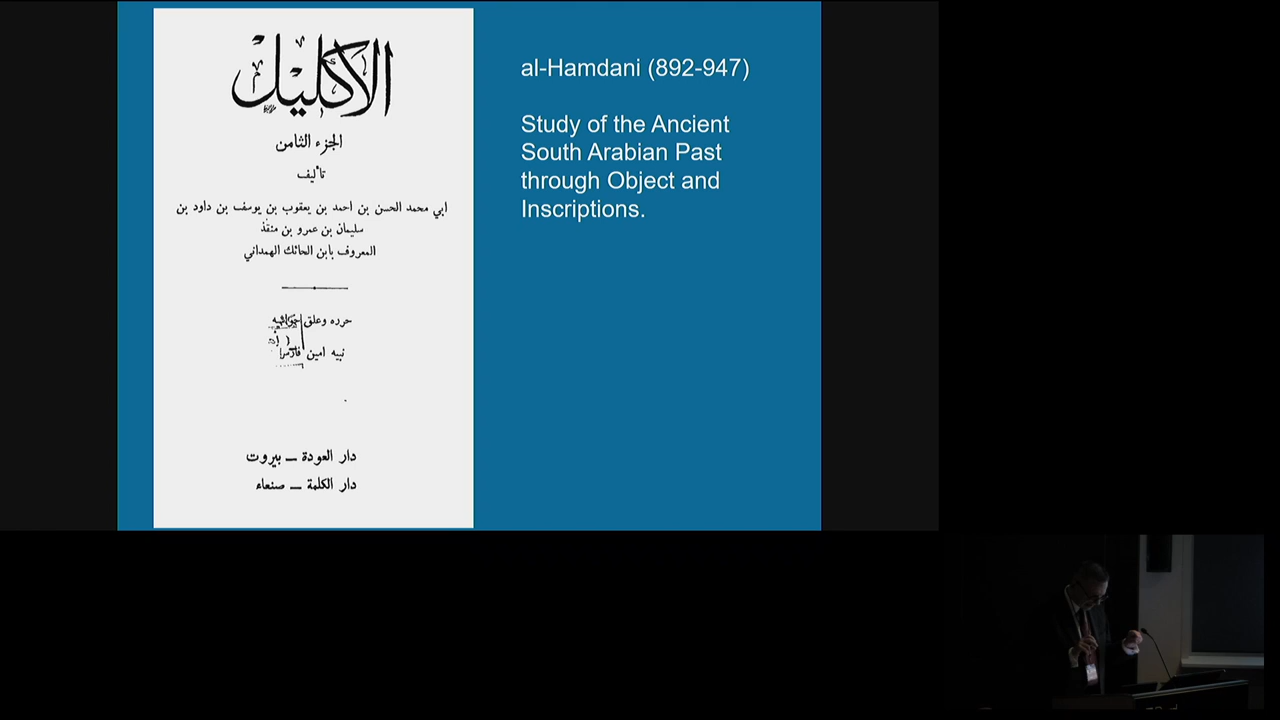 الاكليل
الجزء الثامن
تأليف
ابي محمد الحسن بن احمد بن يعقوب بن يوسف بن داود بن
سليمان بن عمرو بن منقذ
المعروف بابن الحائك الهمداني
حرره وعلق حواشيه
نبيه امين فارس
دار العودة — بيروت
دار الكلمة — صنعاء
al-Hamdani (892-947)
Study of the Ancient
South Arabian Past
through Object and
Inscriptions.